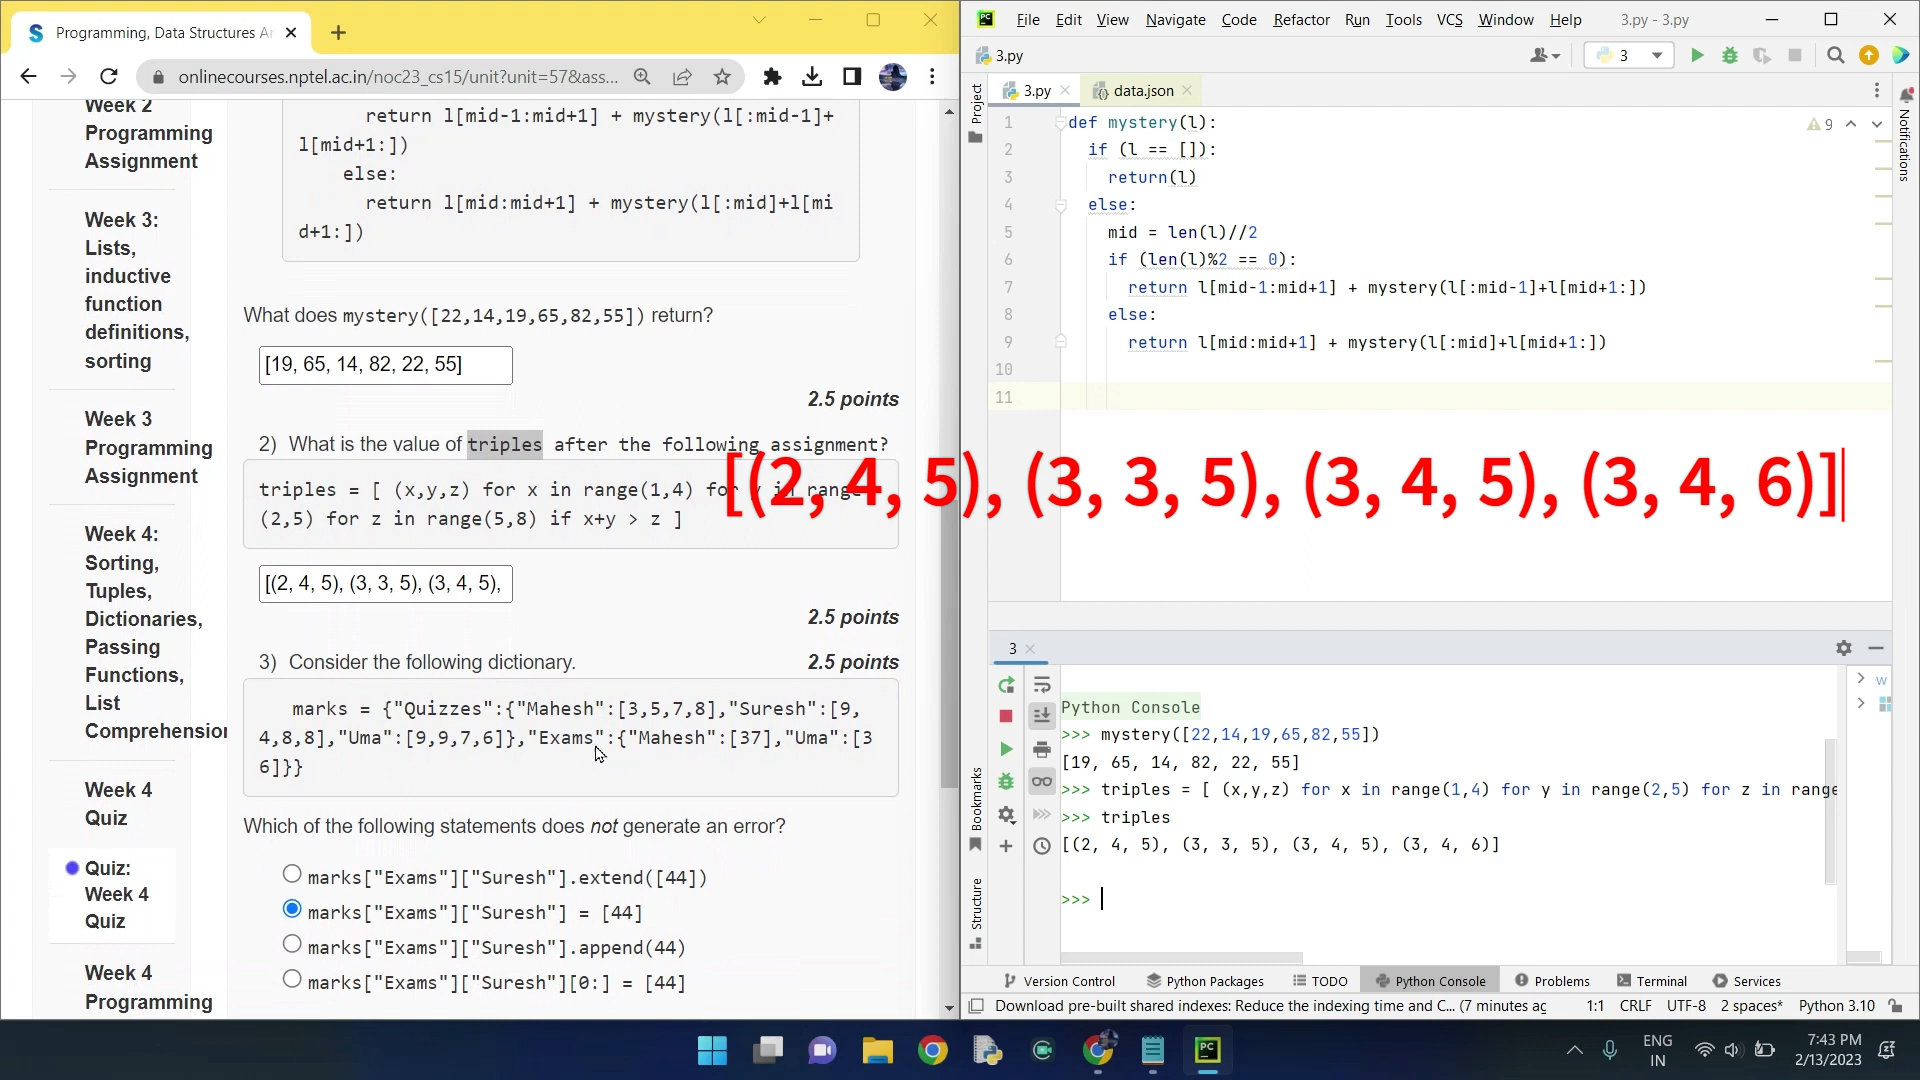 Programming, Data Structures Ar
onlinecourses.nptel.ac.in/noc23_cs15/unit?unit=57&ass...
Week 2
Programming
Assignment
Week 3:
Lists,
inductive
function
definitions,
sorting
Week 3
Programming
Assignment
Week 4:
Sorting,
Tuples,
Dictionaries,
Passing
Functions,
List
Comprehension
Week 4
Quiz
Quiz:
Week 4
Quiz
Week 4
Programming
return l[mid-1:mid+1] + mystery(l[:mid-1]+
l[mid+1:])
else:
return l[mid:mid+1] + mystery(l[:mid]+l[mi
d+1:])
What does mystery([22,14,19,65,82,55]) return?
[19, 65, 14, 82, 22, 55]
2.5 points
2) What is the value of triples after the following assignment?
triples = [ (x,y,z) for x in range(1,4) for y in range
(2,5) for z in range(5,8) if x+y > z ]
[(2, 4, 5), (3, 3, 5), (3, 4, 5),
2.5 points
3) Consider the following dictionary. 2.5 points
marks = {"Quizzes":{"Mahesh":[3,5,7,8],"Suresh":[9,
4,8,8],"Uma":[9,9,7,6]},"Exams":{"Mahesh":[37],"Uma":[3
6]}}
Which of the following statements does not generate an error?
marks["Exams"]["Suresh"].extend([44])
marks["Exams"]["Suresh"] = [44]
marks["Exams"]["Suresh"].append(44)
marks["Exams"]["Suresh"][0:] = [44]
[(2, 4, 5), (3, 3, 5), (3, 4, 5), (3, 4, 6)]
PC File Edit View Navigate Code Refactor Run Tools VCS Window Help 3.py - 3.py
3.py 3
Project
3.py data.json
Notifications
9
1 def mystery(l):
2 if (l == []):
3 return(l)
4 else:
5 mid = len(l)//2
6 if (len(l)%2 == 0):
7 return l[mid-1:mid+1] + mystery(l[:mid-1]+l[mid+1:])
8 else:
9 return l[mid:mid+1] + mystery(l[:mid]+l[mid+1:])
10
11
3
Python Console
>>> mystery([22,14,19,65,82,55])
[19, 65, 14, 82, 22, 55]
>>> triples = [ (x,y,z) for x in range(1,4) for y in range(2,5) for z in range
>>> triples
[(2, 4, 5), (3, 3, 5), (3, 4, 5), (3, 4, 6)]
>>>
Bookmarks
Structure
Version Control Python Packages TODO Python Console Problems Terminal Services
Download pre-built shared indexes: Reduce the indexing time and C... (7 minutes ag 1:1 CRLF UTF-8 2 spaces* Python 3.10
PC
ENG
IN
7:43 PM
2/13/2023